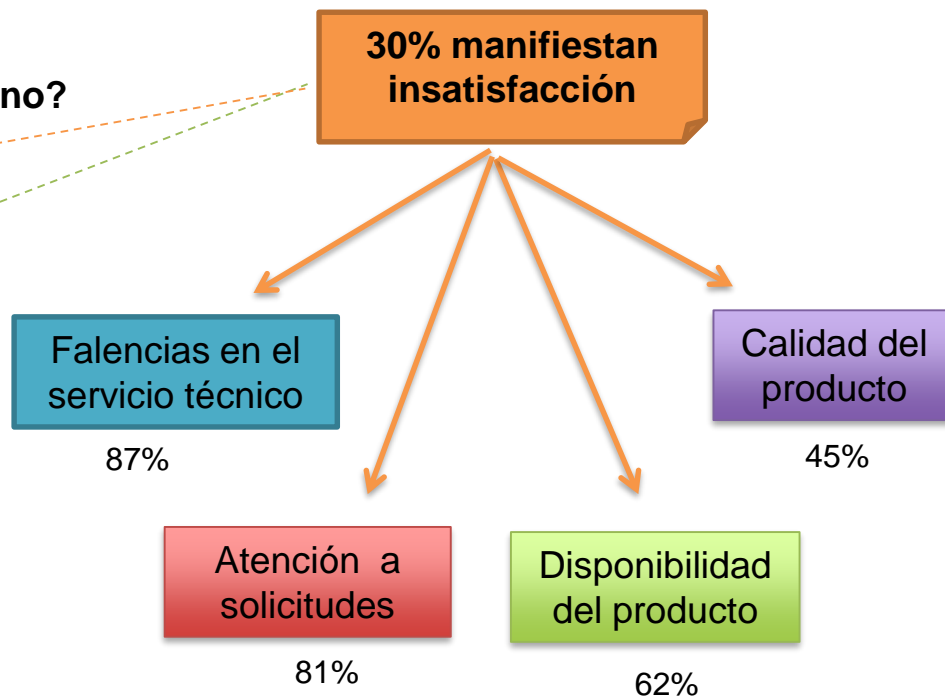 30% manifiestan
insatisfacción
no?
Falencias en el
servicio técnico
87%
Calidad del
producto
45%
Atención a
solicitudes
81%
Disponibilidad
del producto
62%